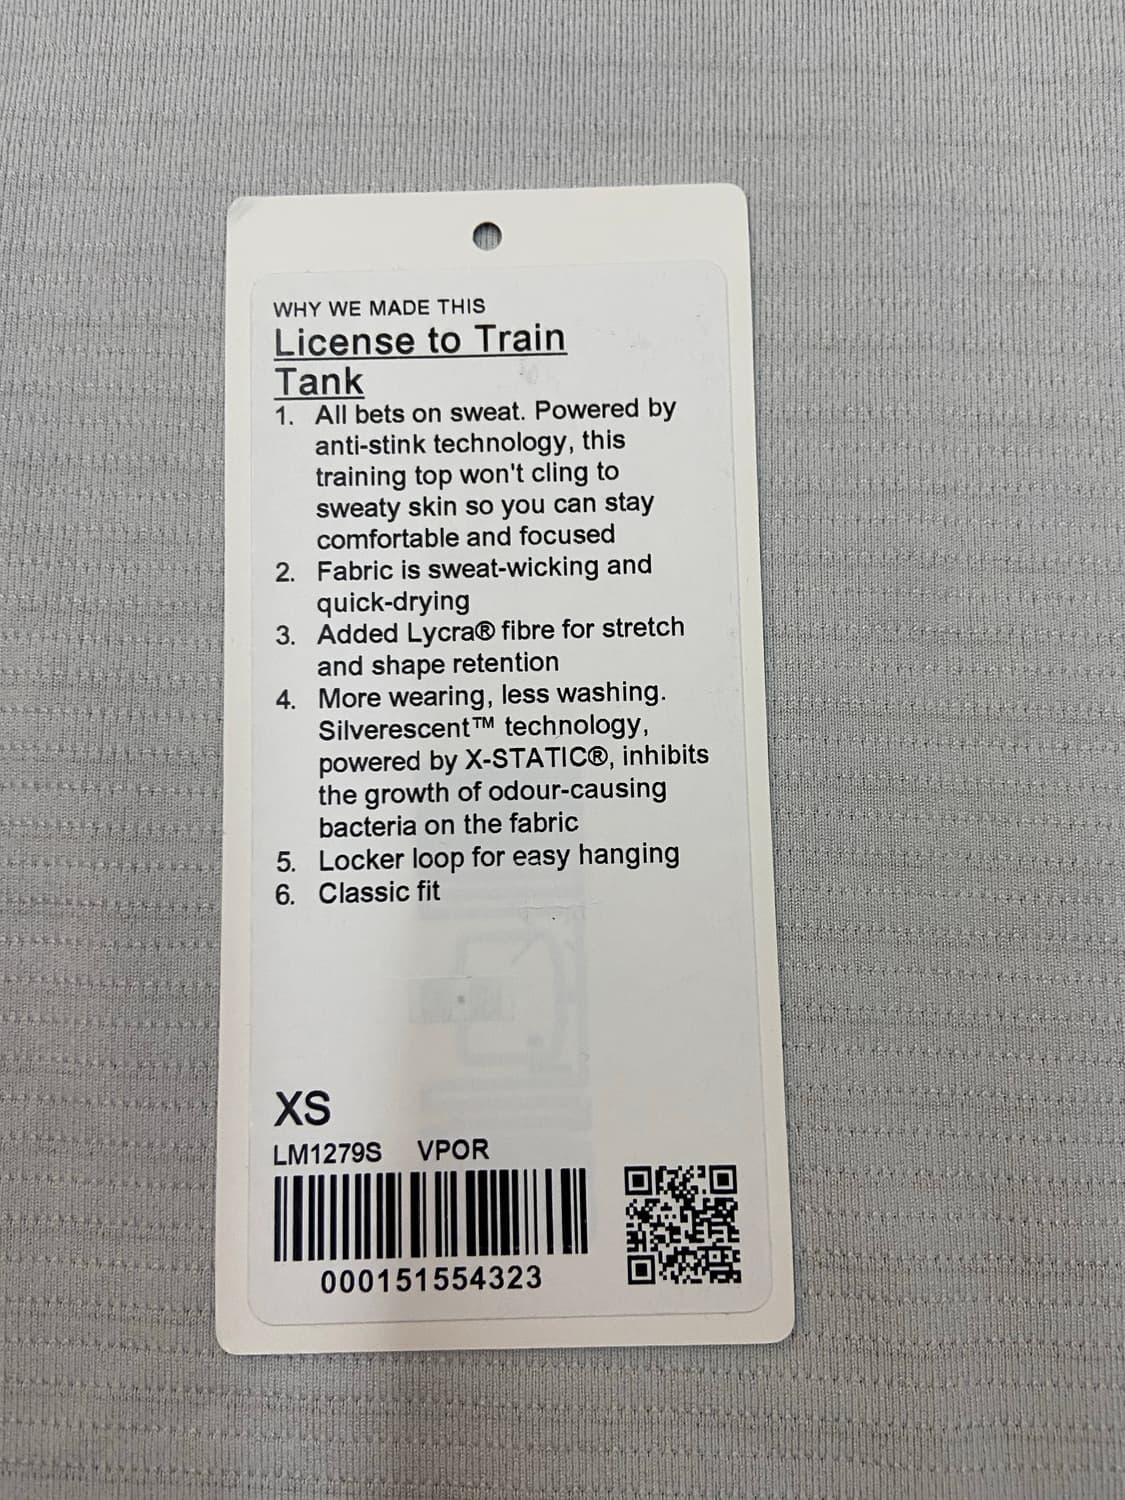 WHY WE MADE THIS
License to Train
Tank
1. All bets on sweat. Powered by
anti-stink technology, this
training top won't cling to
sweaty skin so you can stay
comfortable and focused
2. Fabric is sweat-wicking and
quick-drying
3. Added Lycra® fibre for stretch
and shape retention
4. More wearing, less washing.
Silverescent™ technology,
powered by X-STATIC®, inhibits
the growth of odour-causing
bacteria on the fabric
5. Locker loop for easy hanging
6. Classic fit
XS
LM1279S VPOR
000151554323